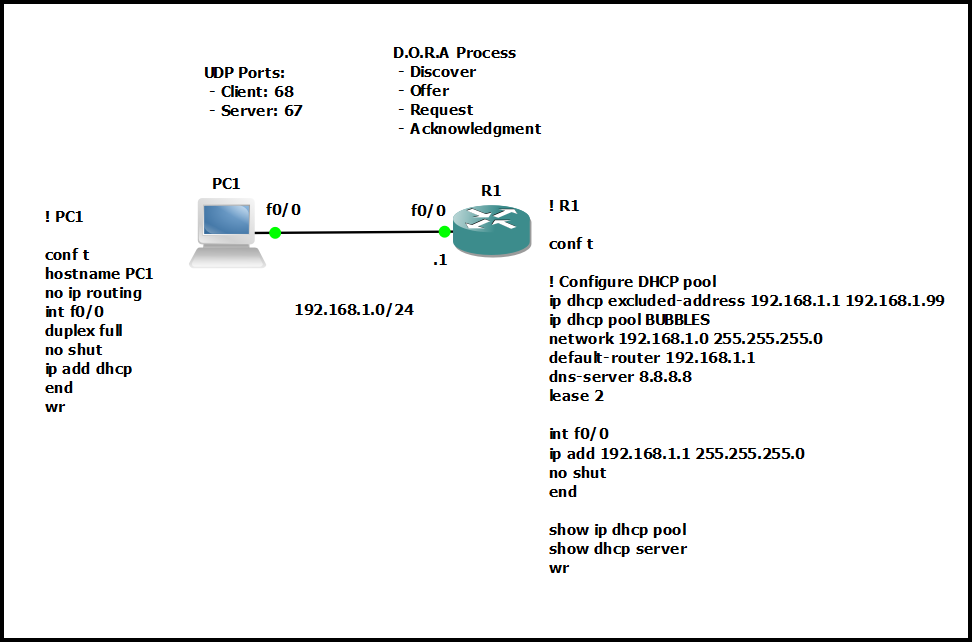 UDP Ports:
- Client: 68
- Server: 67
D.O.R.A Process
- Discover
- Offer
- Request
- Acknowledgment
PC1
f0/0
f0/0
R1
.1
192.168.1.0/24
! PC1
conf t
hostname PC1
no ip routing
int f0/0
duplex full
no shut
ip add dhcp
end
wr
! R1
conf t
! Configure DHCP pool
ip dhcp excluded-address 192.168.1.1 192.168.1.99
ip dhcp pool BUBBLES
network 192.168.1.0 255.255.255.0
default-router 192.168.1.1
dns-server 8.8.8.8
lease 2
int f0/0
ip add 192.168.1.1 255.255.255.0
no shut
end
show ip dhcp pool
show dhcp server
wr